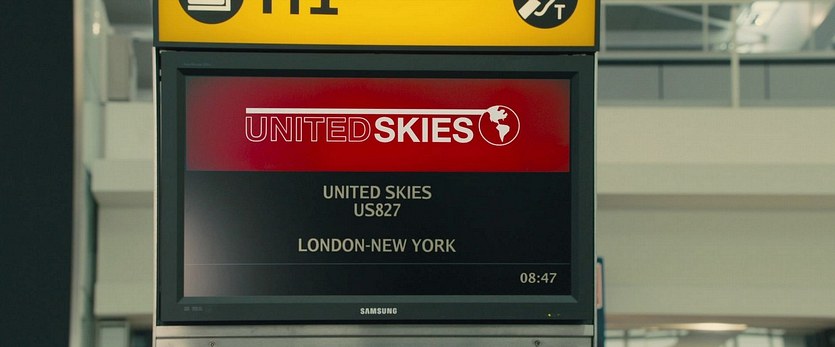 T
UNITEDSKIES
UNITED SKIES
US827
LONDON-NEW YORK
08:47
SAMSUNG